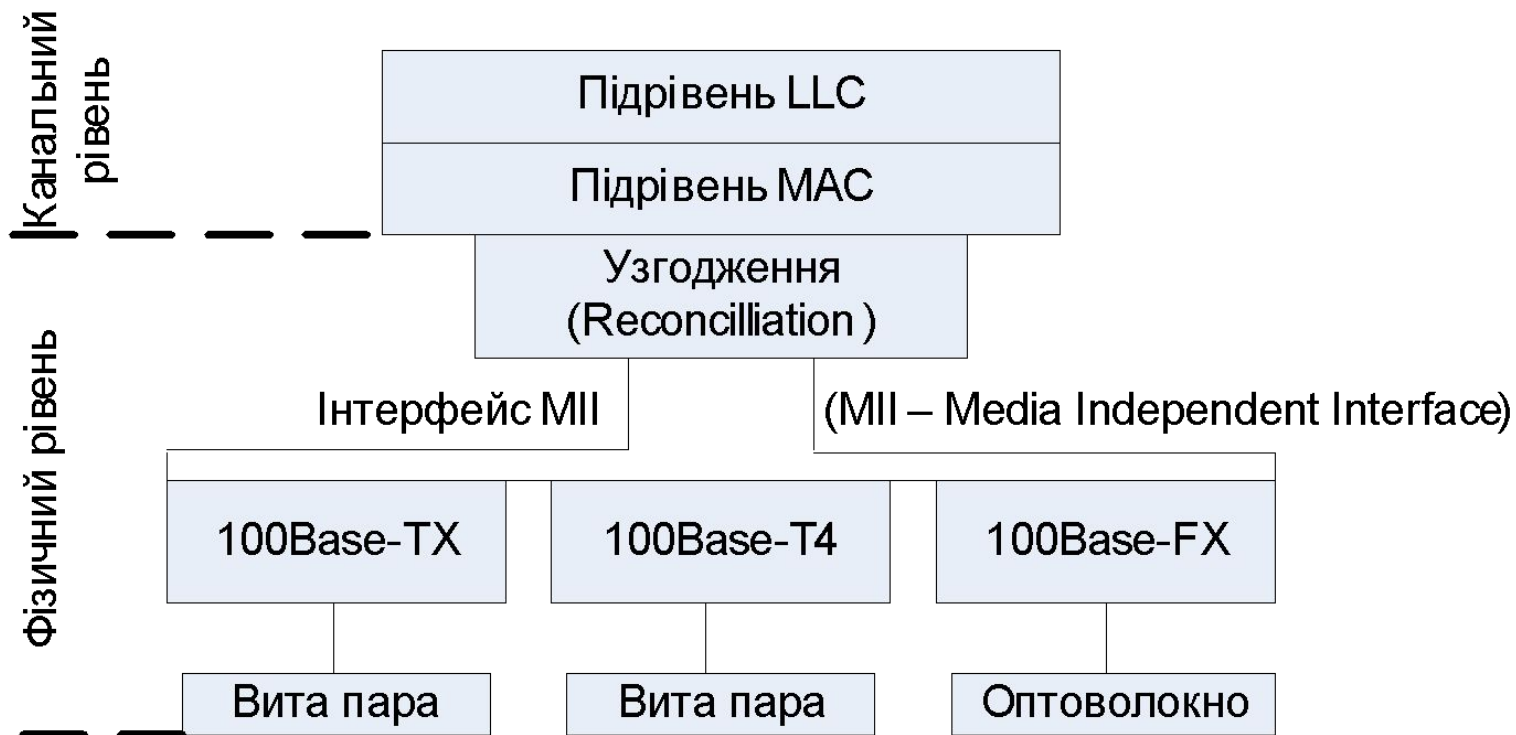 Канальний
рівень
Підрівень LLC
Підрівень MAC
Узгодження
(Reconcilliation )
Фізичний рівень
Інтерфейс MII
(MII – Media Independent Interface)
100Base-TX
100Base-T4
100Base-FX
Вита пара
Вита пара
Оптоволокно